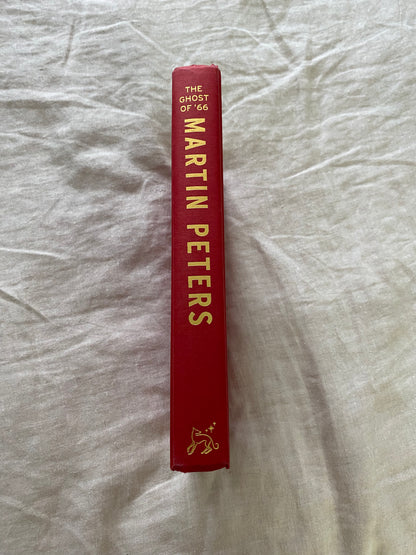 THE
GHOST
OF '66
MARTIN PETERS